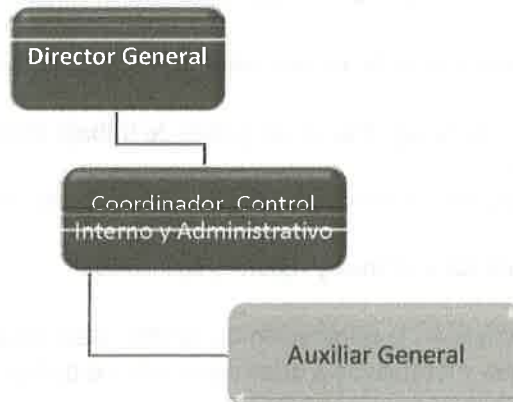 Director General
Coordinador Control
Interno y Administrativo
Auxiliar General